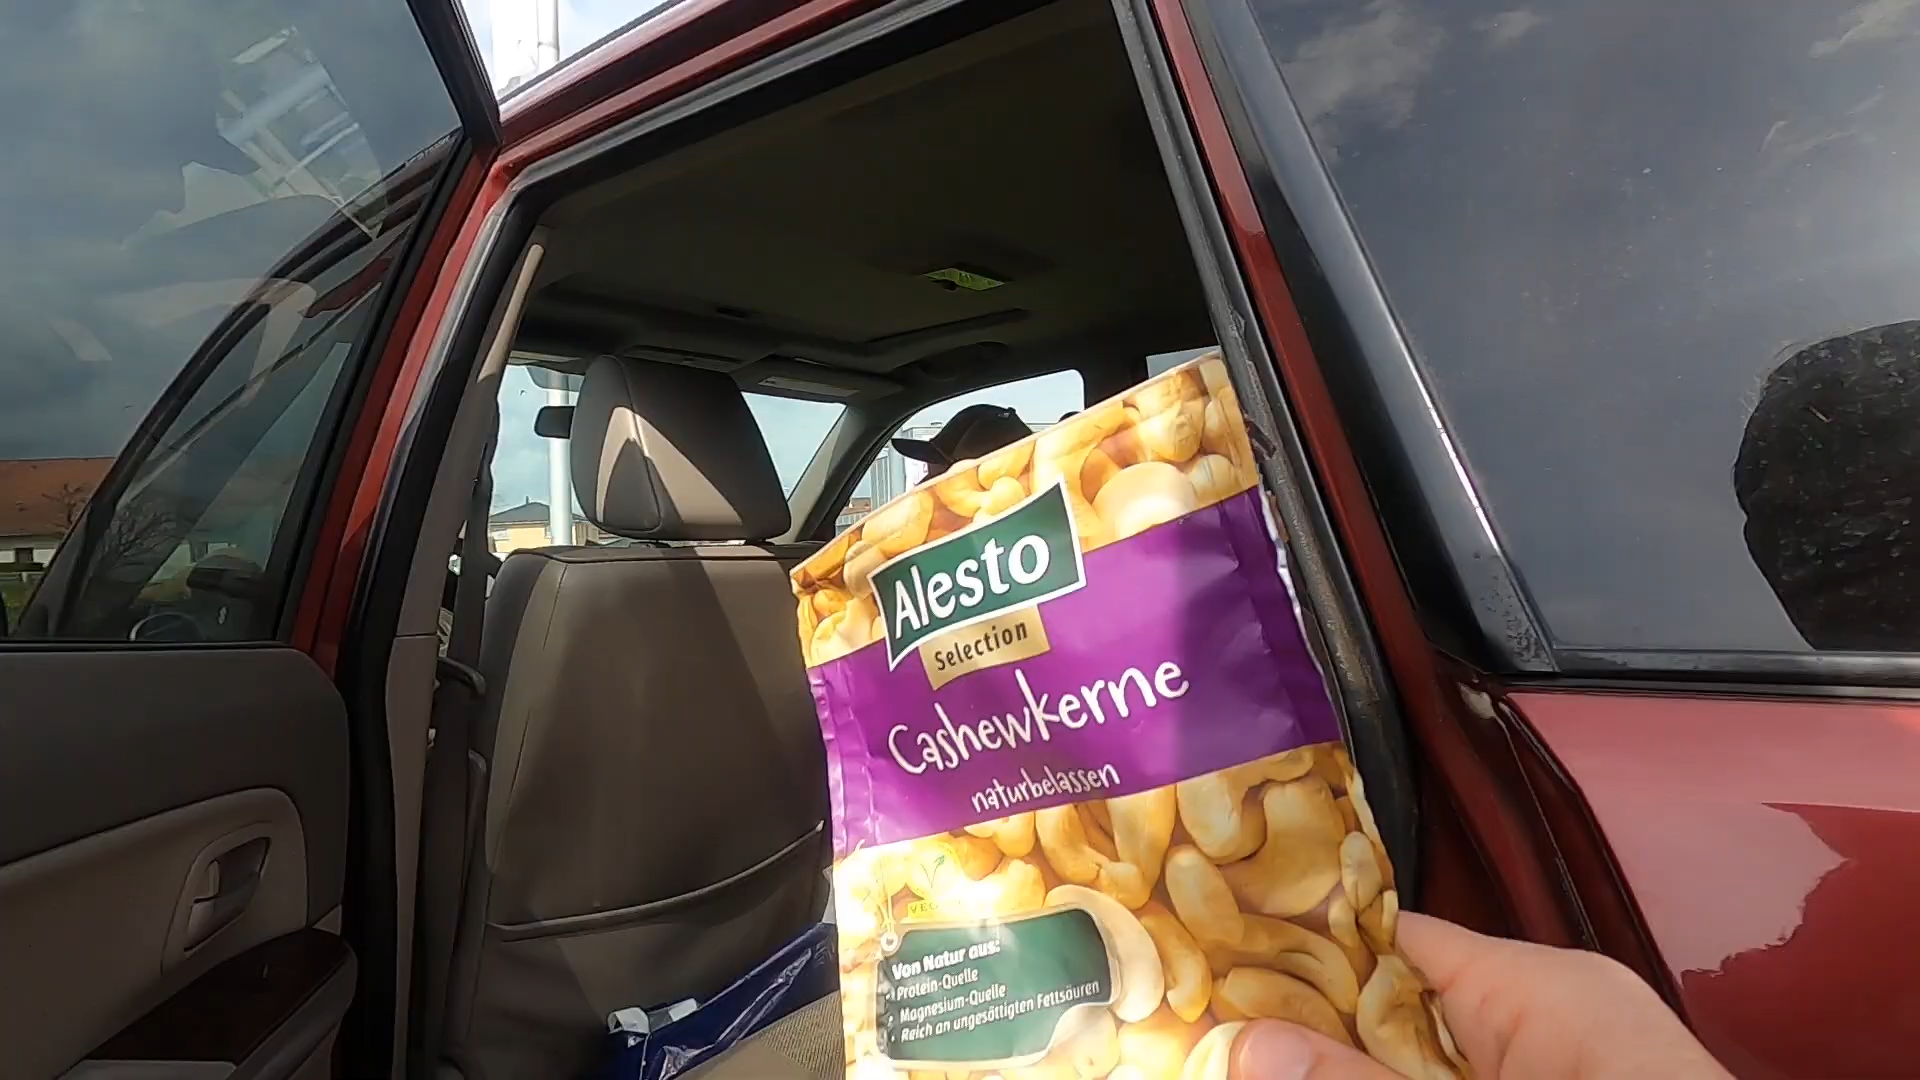 Alesto
Selection
Cashewkerne
naturbelassen
Von Natur aus:
• Protein-Quelle
• Magnesium-Quelle
• Reich an ungesättigten Fettsäuren